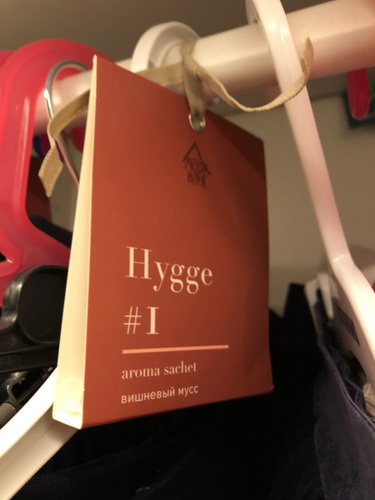 Hygge
#1
aroma sachet
вишневый мусс